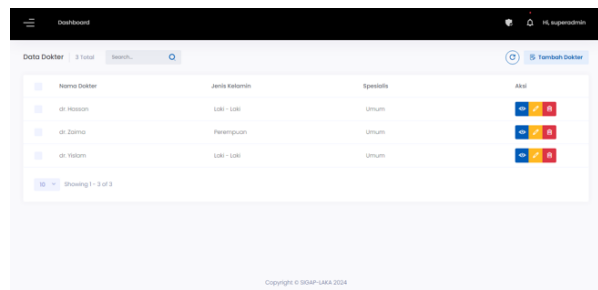 Dashboard Hi, superadmin
Data Dokter 3 Total Search... Tambah Dokter
Nama Dokter Jenis Kelamin Spesialis Aksi
dr. Hassan Laki - Laki Umum
dr. Zaima Perempuan Umum
dr. Halam Laki - Laki Umum
10 Showing 1 - 3 of 3
Copyright © SIGAP-LAKA 2024